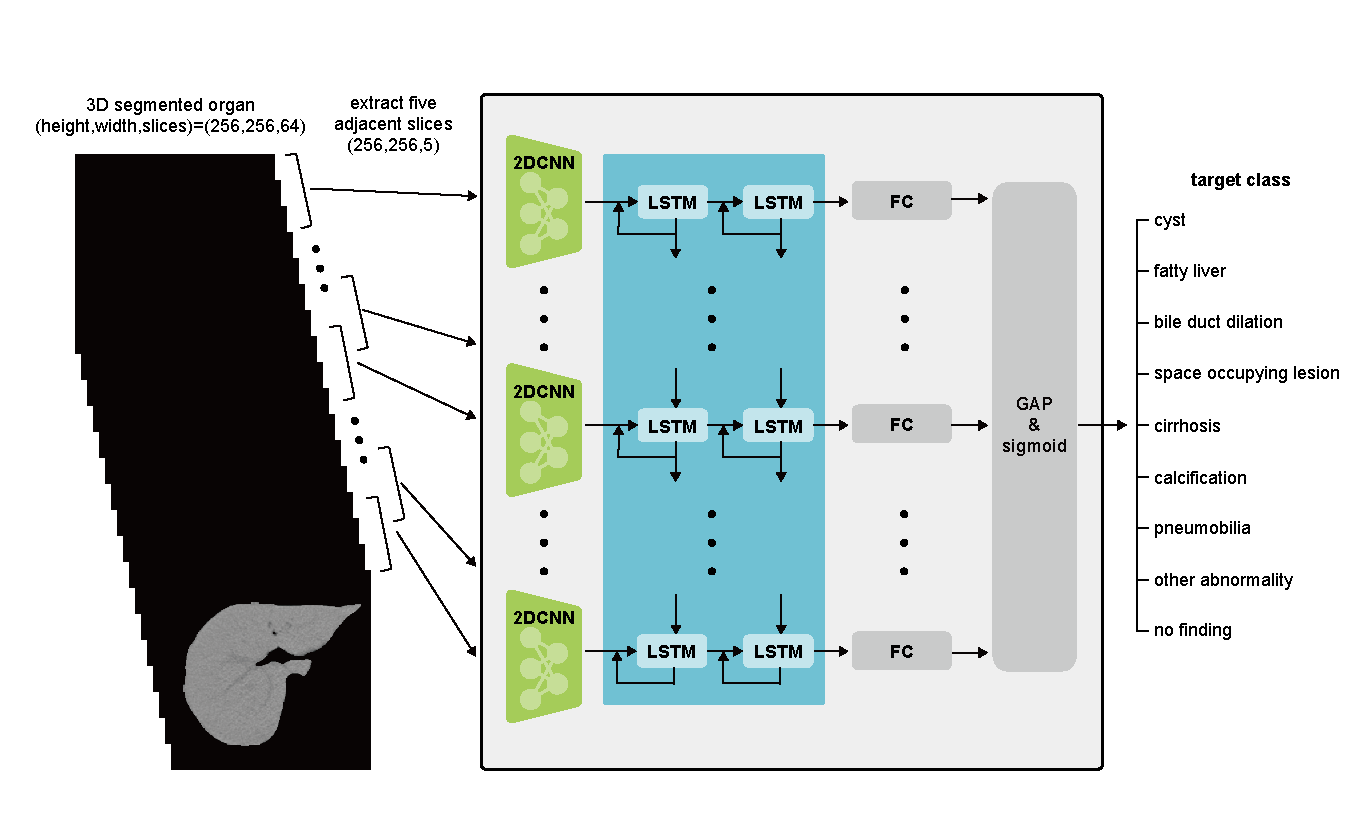 3D segmented organ
(height,width,slices)=(256,256,64)
extract five
adjacent slices
(256,256,5)
2DCNN
LSTM
LSTM
FC
2DCNN
LSTM
LSTM
FC
2DCNN
LSTM
LSTM
FC
GAP
&
sigmoid
target class
cyst
fatty liver
bile duct dilation
space occupying lesion
cirrhosis
calcification
pneumobilia
other abnormality
no finding